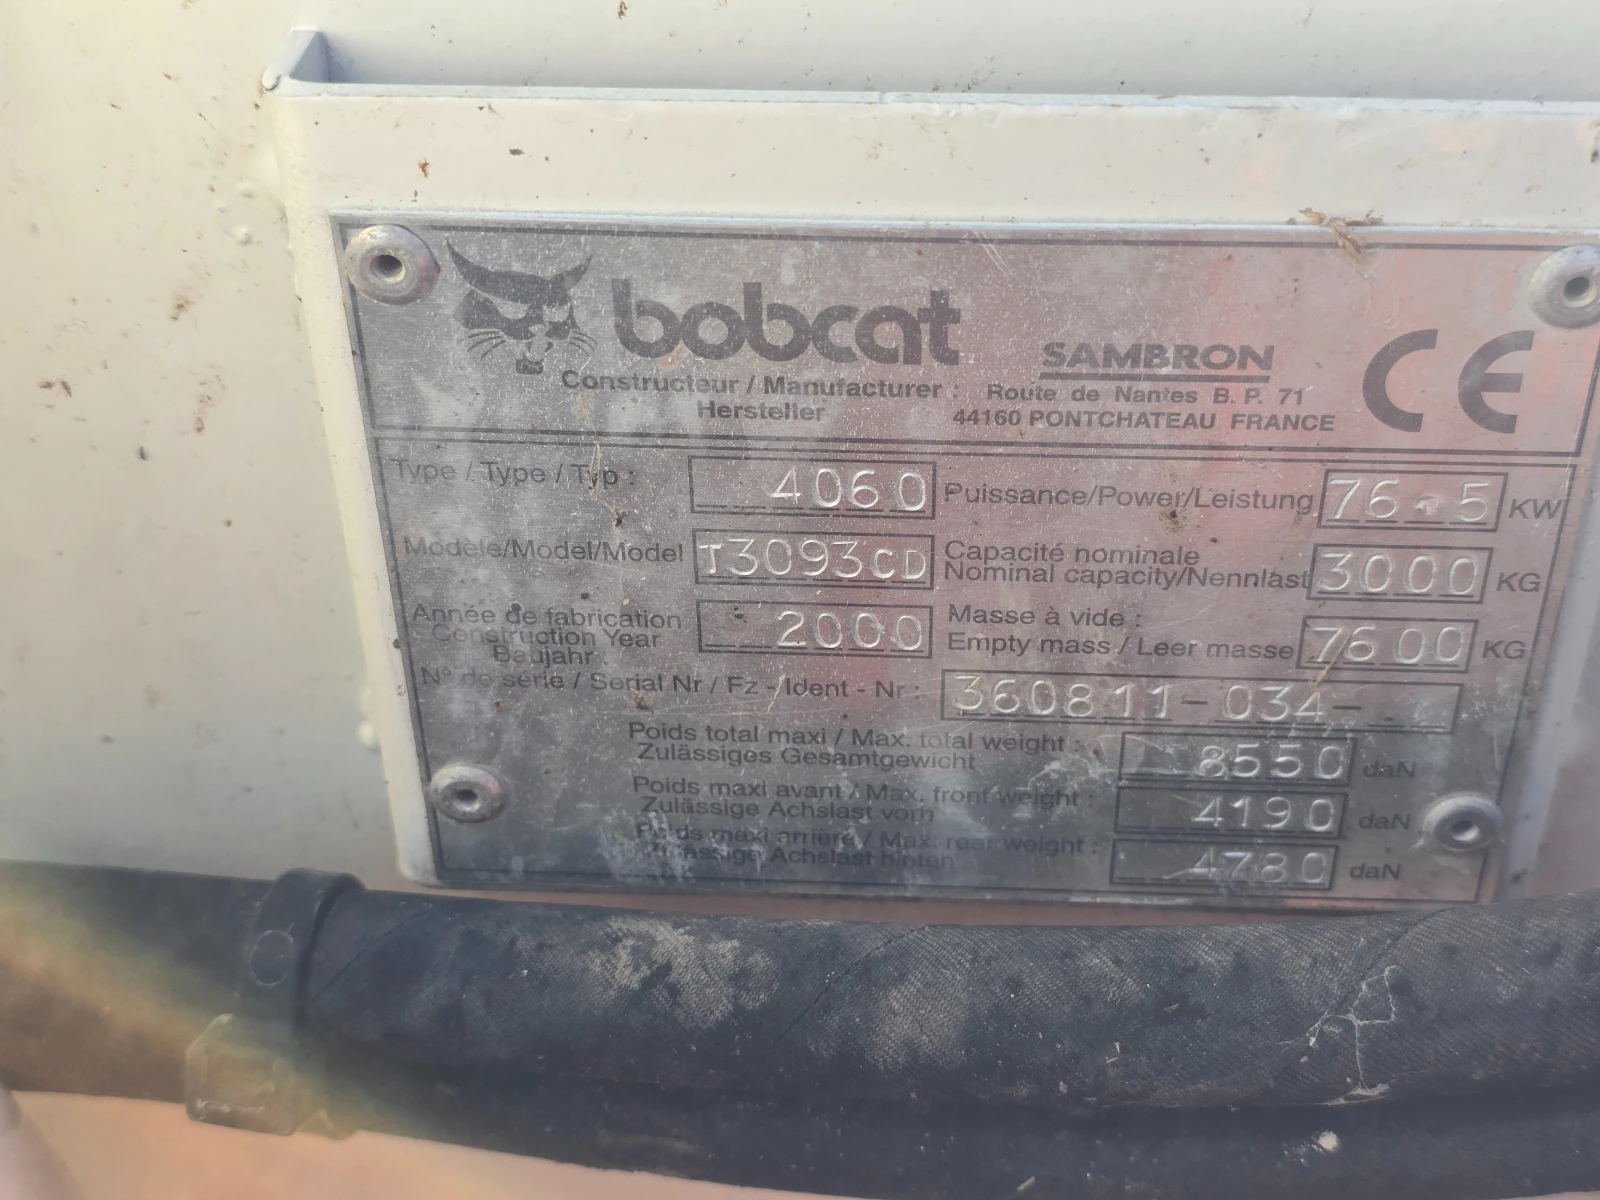 bobcat
SAMBRON
CE
Constructeur / Manufacturer : Route de Nantes B. P. 71
Hersteller 44160 PONTCHATEAU FRANCE
Type / Type / Typ : 4060 Puissance/Power/Leistung 76.5 KW
Modèle/Model/Model T3093CD Capacité nominale
Nominal capacity/Nennlast 3000 KG
Année de fabrication
Construction Year 2000
Baujahr :
Masse à vide :
Empty mass / Leer masse 7600 KG
N° de série / Serial Nr / Fz - Ident - Nr : 360811-034-
Poids total maxi / Max. total weight : 8550 daN
Zulässiges Gesamtgewicht
Poids maxi avant / Max. front weight : 4190 daN
Zulässige Achslast vorn
Poids maxi arrière / Max. rear weight : 4780 daN
Zulässige Achslast hinten